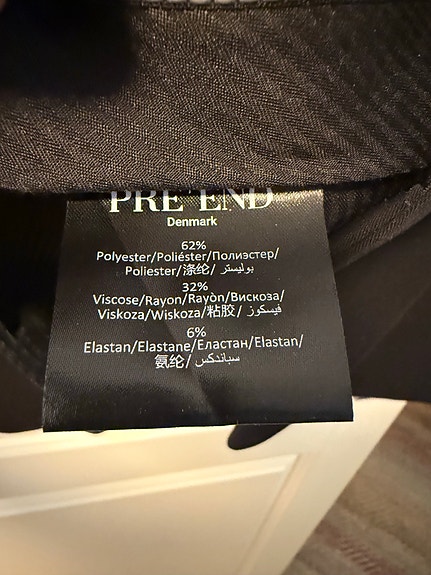 PRE END
Denmark
62%
Polyester/Poliéster/Полиэстер/
Poliester/涤纶/ بوليستر
32%
Viscose/Rayon/Rayòn/Вискоза/
Viskoza/Wiskoza/粘胶/ فيسكوز
6%
Elastan/Elastane/Еластан/Elastan/
氨纶/ سباندكس